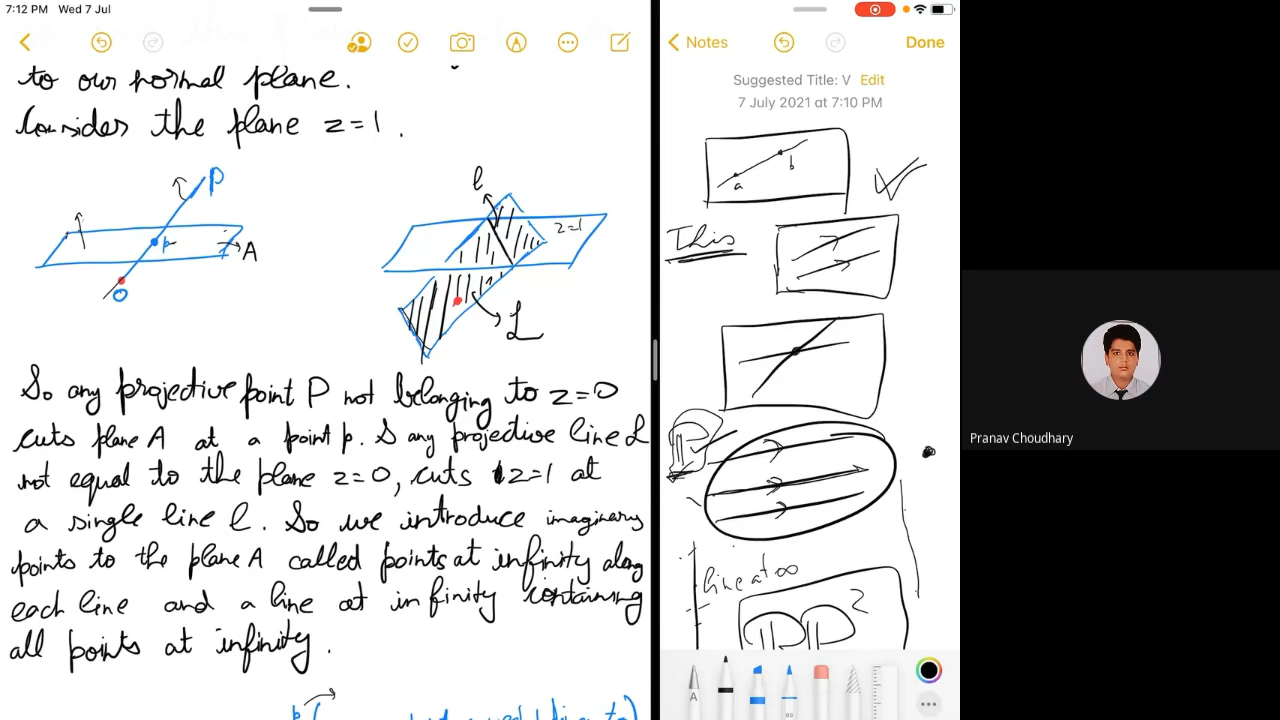 7:12 PM Wed 7 Jul
to our normal plane.
Consider the plane z=1.
P
p
A
O
l
z=1
L
So any projective point P not belonging to z=0
cuts plane A at a point p. & any projective line L
not equal to the plane z=0, cuts z=1 at
a single line l. So we introduce imaginary
points to the plane A called points at infinity along
each line and a line at infinity containing
all points at infinity.
Notes
Done
Suggested Title: V Edit
7 July 2021 at 7:10 PM
a
b
This
line at ∞
P² 
A
Pranav Choudhary